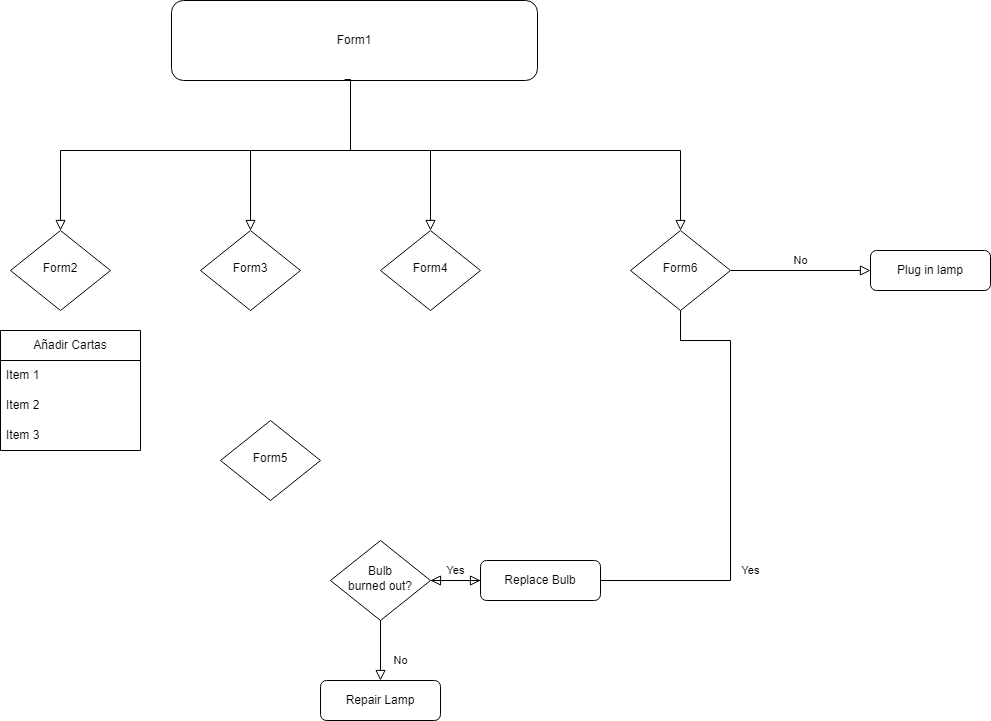 Form1
Form2
Form3
Form4
Form6
No
Plug in lamp
Añadir Cartas
Item 1
Item 2
Item 3
Form5
Bulb
burned out?
Yes
Replace Bulb
Yes
No
Repair Lamp